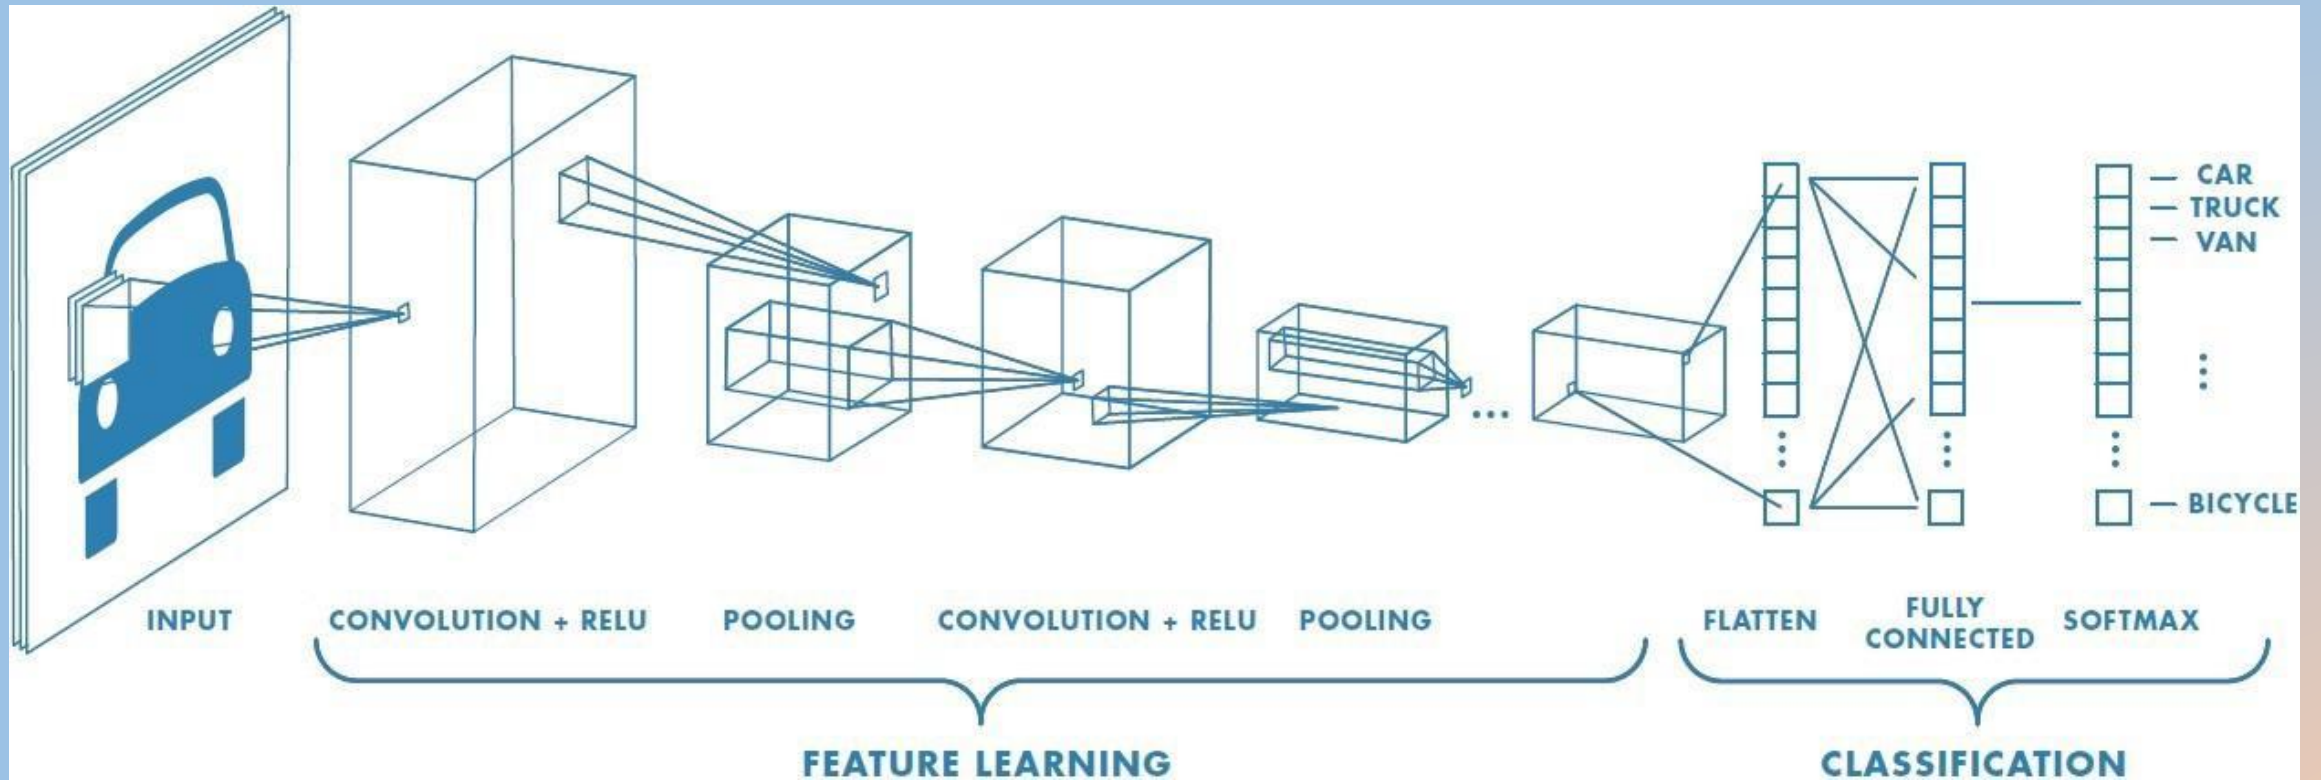 CAR
TRUCK
VAN
BICYCLE
INPUT
CONVOLUTION + RELU
POOLING
CONVOLUTION + RELU
POOLING
FLATTEN
FULLY
CONNECTED
SOFTMAX
FEATURE LEARNING
CLASSIFICATION